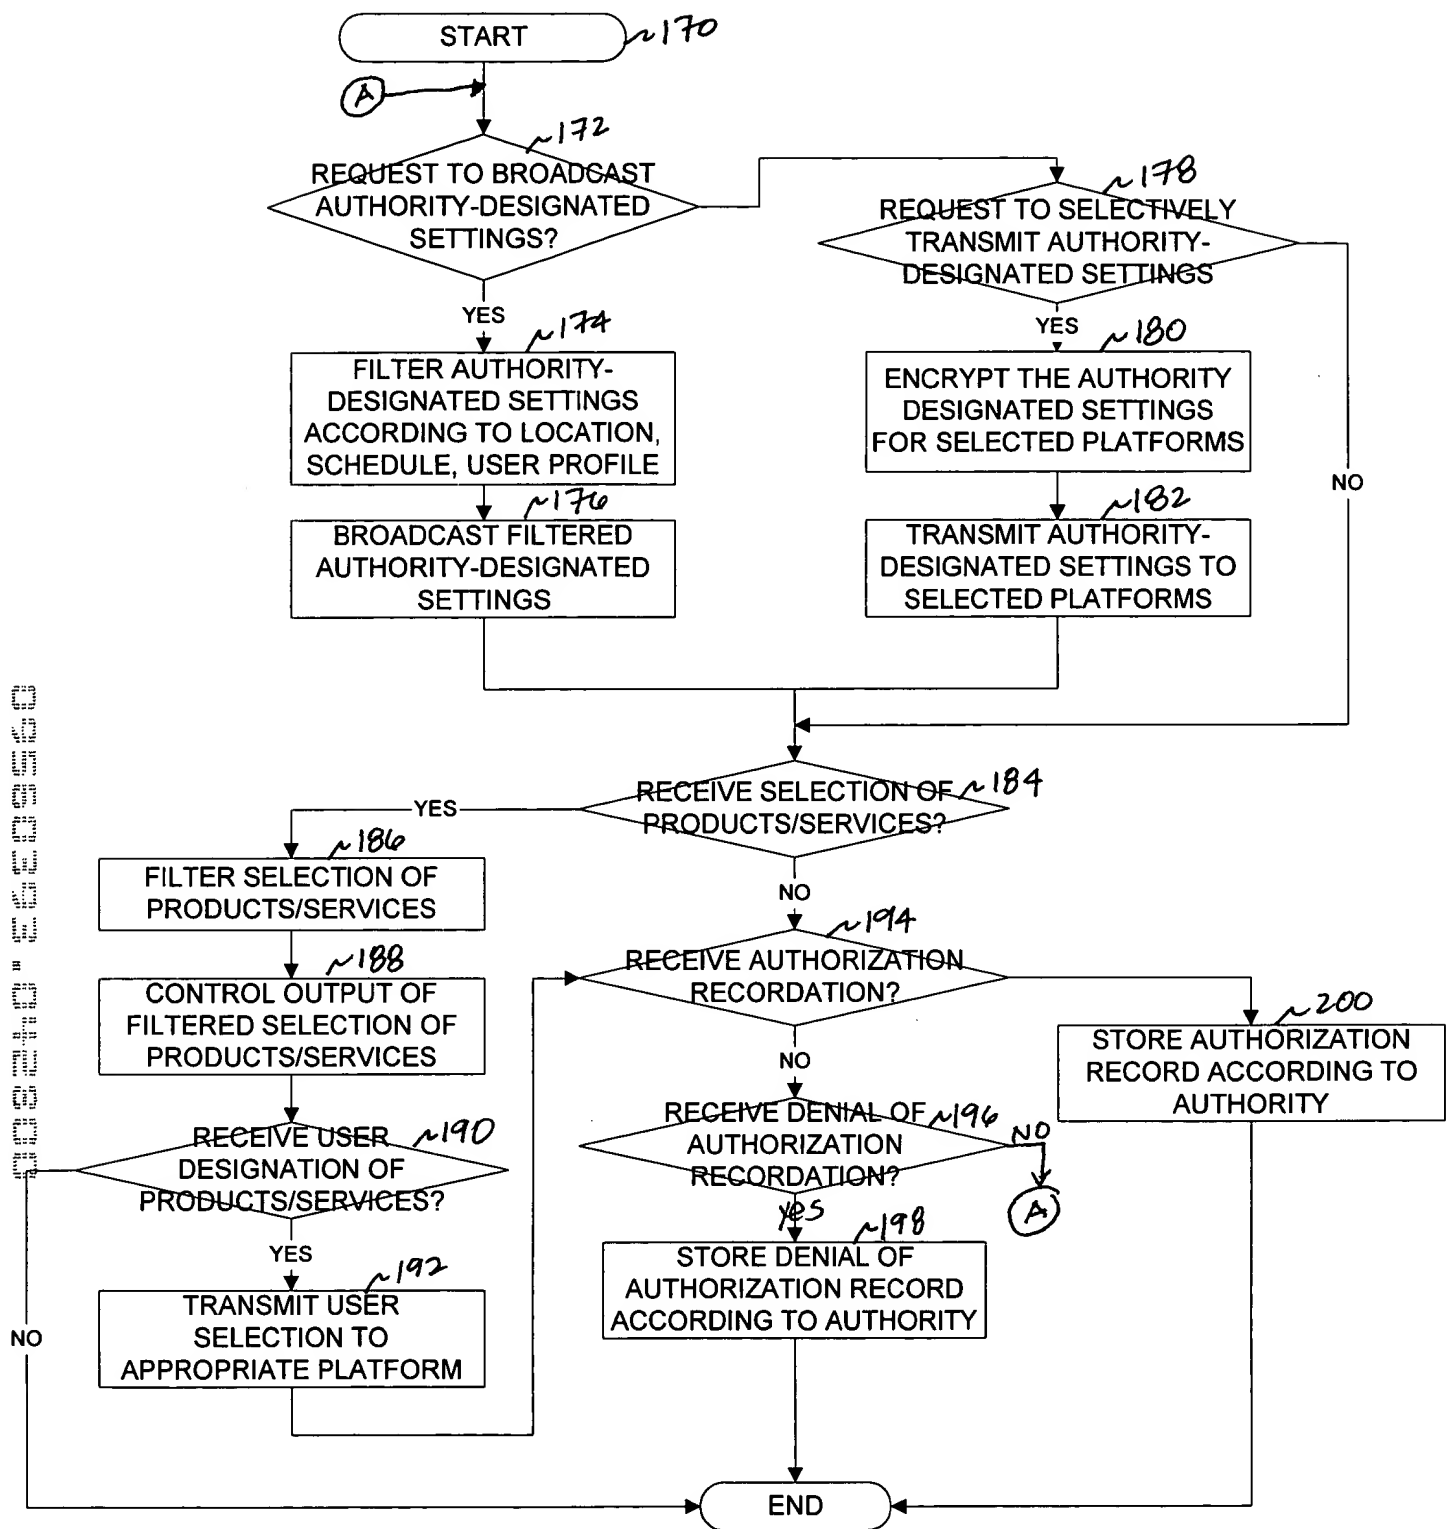 START
~170
A
~172
REQUEST TO BROADCAST
AUTHORITY-DESIGNATED
SETTINGS?
~178
REQUEST TO SELECTIVELY
TRANSMIT AUTHORITY-
DESIGNATED SETTINGS
YES
~174
FILTER AUTHORITY-
DESIGNATED SETTINGS
ACCORDING TO LOCATION,
SCHEDULE, USER PROFILE
YES
~180
ENCRYPT THE AUTHORITY
DESIGNATED SETTINGS
FOR SELECTED PLATFORMS
NO
~176
BROADCAST FILTERED
AUTHORITY-DESIGNATED
SETTINGS
~182
TRANSMIT AUTHORITY-
DESIGNATED SETTINGS TO
SELECTED PLATFORMS
09560393.042800
RECEIVE SELECTION OF
PRODUCTS/SERVICES?
~184
YES
~186
FILTER SELECTION OF
PRODUCTS/SERVICES
NO
~188
CONTROL OUTPUT OF
FILTERED SELECTION OF
PRODUCTS/SERVICES
~194
RECEIVE AUTHORIZATION
RECORDATION?
~200
STORE AUTHORIZATION
RECORD ACCORDING TO
AUTHORITY
NO
RECEIVE USER
DESIGNATION OF
PRODUCTS/SERVICES?
~190
RECEIVE DENIAL OF
AUTHORIZATION
RECORDATION?
~196
NO
A
YES
~192
TRANSMIT USER
SELECTION TO
APPROPRIATE PLATFORM
yes
~198
STORE DENIAL OF
AUTHORIZATION RECORD
ACCORDING TO AUTHORITY
NO
END